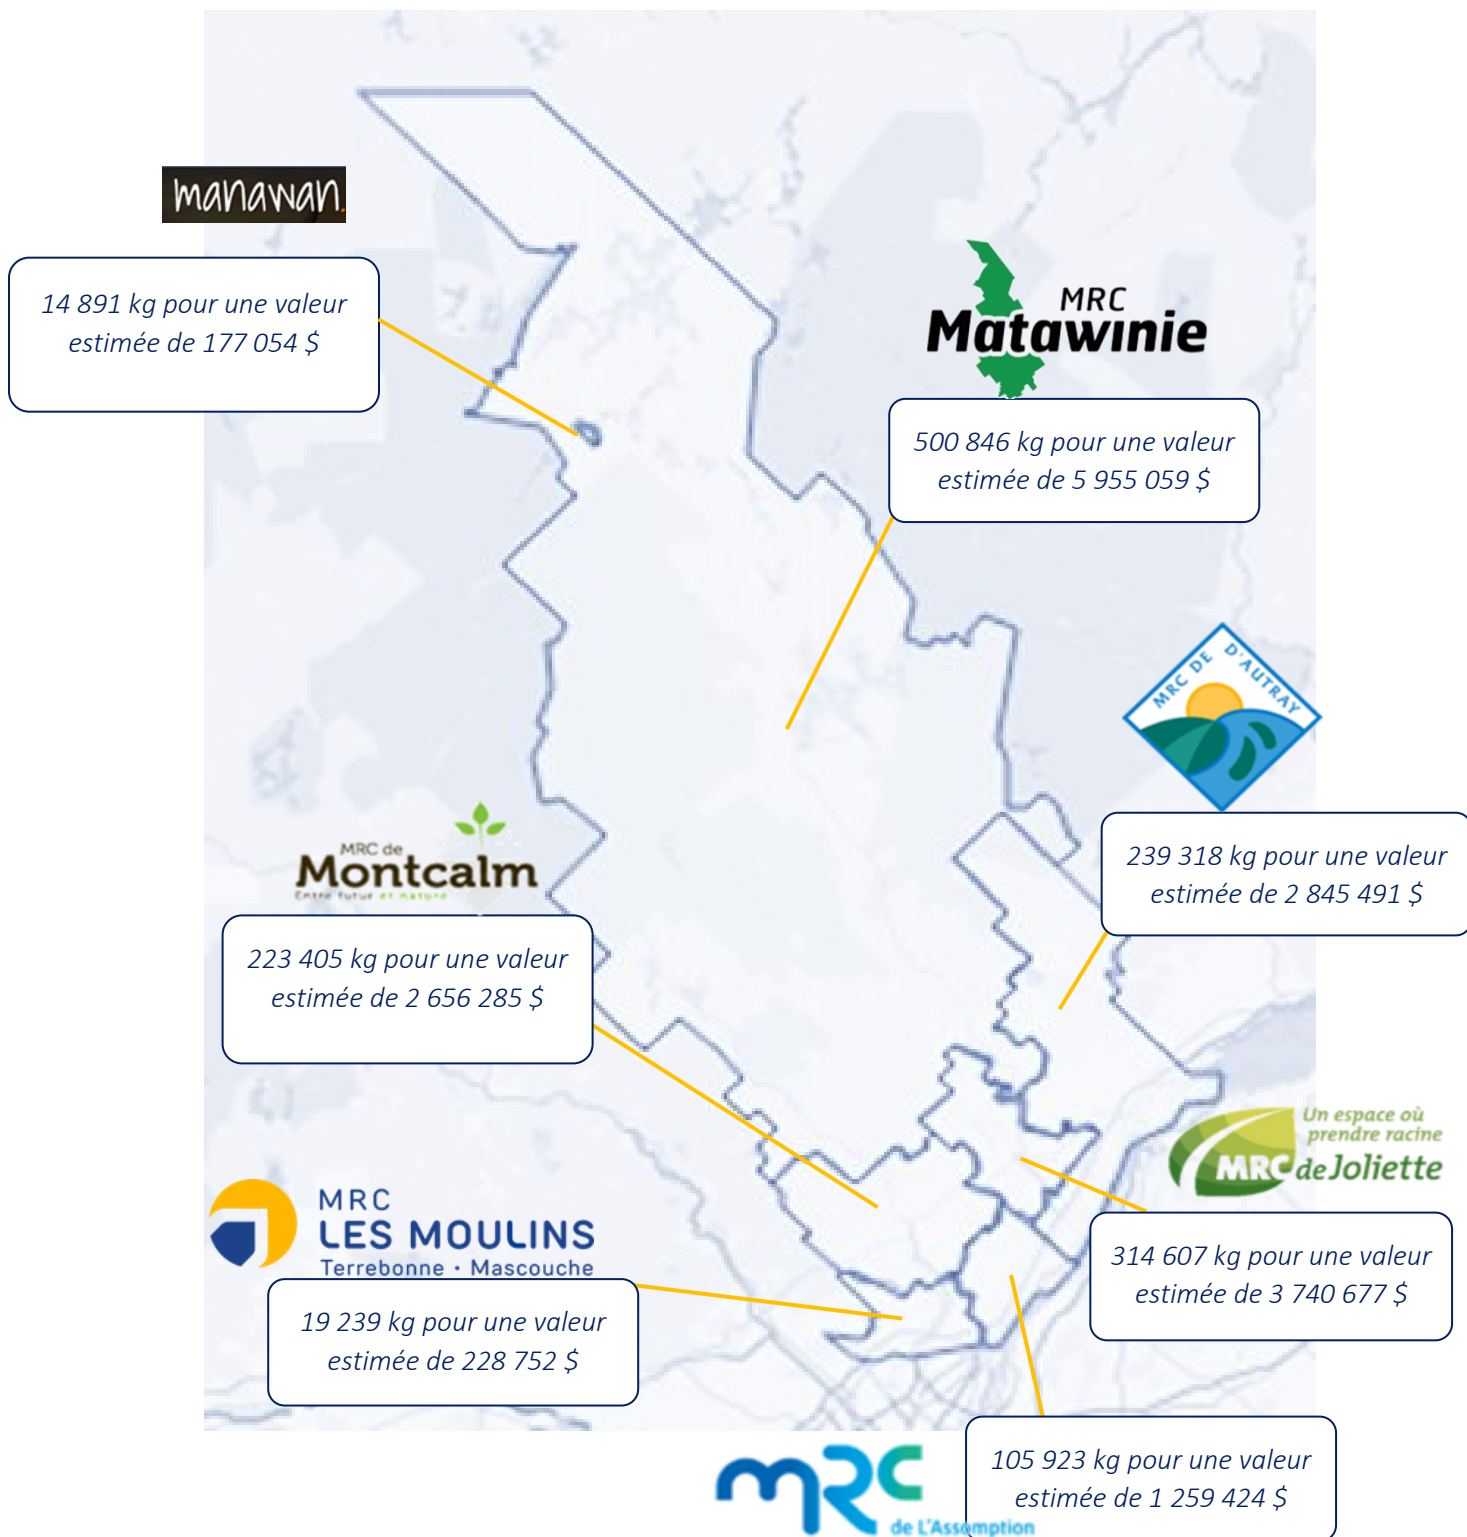 manawan.
14 891 kg pour une valeur
estimée de 177 054 $
MRC
Matawinie
500 846 kg pour une valeur
estimée de 5 955 059 $
MRC DE D'AUTRAY
239 318 kg pour une valeur
estimée de 2 845 491 $
MRC de
Montcalm
Entre futur et nature
223 405 kg pour une valeur
estimée de 2 656 285 $
Un espace où
prendre racine
MRC de Joliette
314 607 kg pour une valeur
estimée de 3 740 677 $
MRC
LES MOULINS
Terrebonne • Mascouche
19 239 kg pour une valeur
estimée de 228 752 $
MRC
de L'Assomption
105 923 kg pour une valeur
estimée de 1 259 424 $